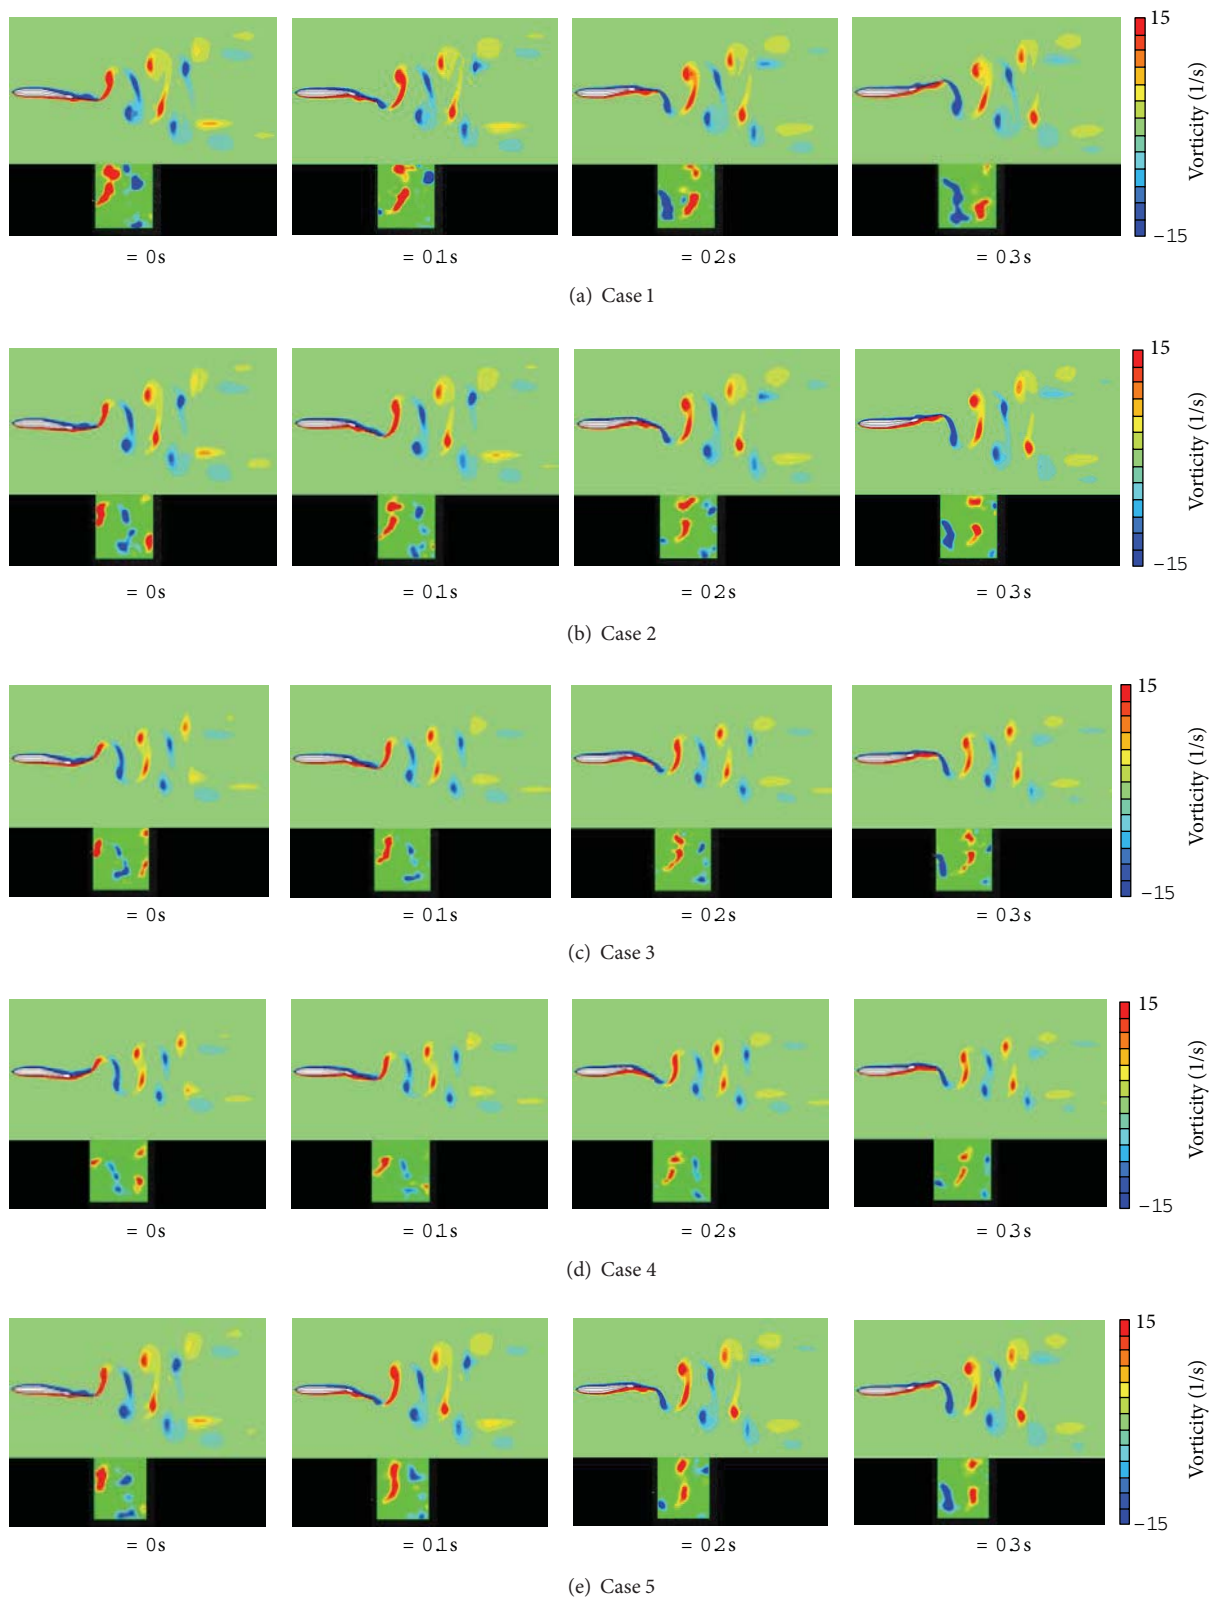 15
Vorticity (1/s)
−15
= 0s
= 0.1s
= 0.2s
= 0.3s
(a) Case 1
15
Vorticity (1/s)
−15
= 0s
= 0.1s
= 0.2s
= 0.3s
(b) Case 2
15
Vorticity (1/s)
−15
= 0s
= 0.1s
= 0.2s
= 0.3s
(c) Case 3
15
Vorticity (1/s)
−15
= 0s
= 0.1s
= 0.2s
= 0.3s
(d) Case 4
15
Vorticity (1/s)
−15
= 0s
= 0.1s
= 0.2s
= 0.3s
(e) Case 5